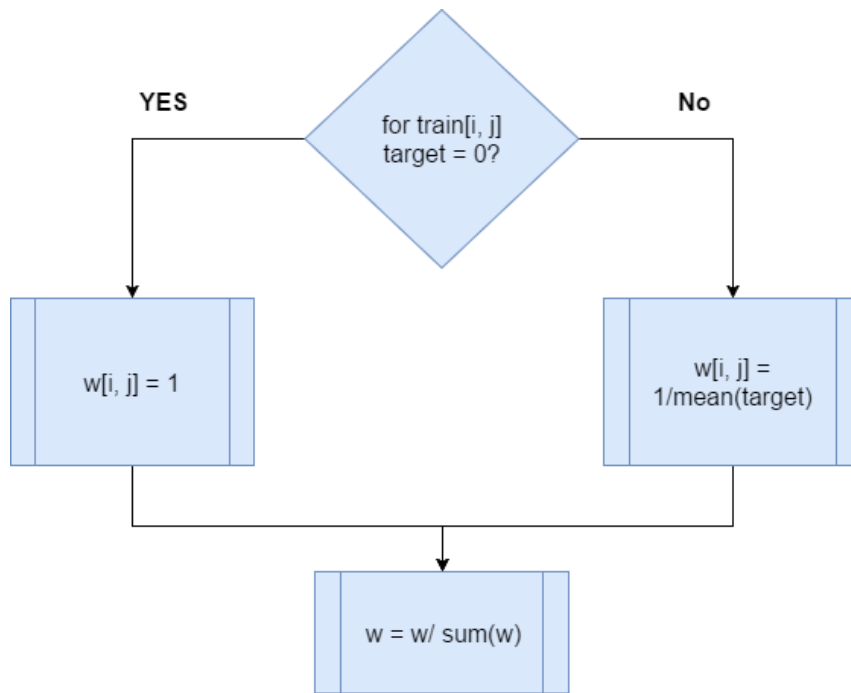 for train[i, j]
target = 0?
YES
No
w[i, j] = 1
w[i, j] =
1/mean(target)
w = w/ sum(w)